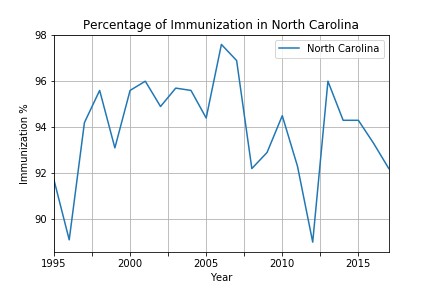 Percentage of Immunization in North Carolina
North Carolina
98
96
94
92
90
Immunization %
1995
2000
2005
2010
2015
Year